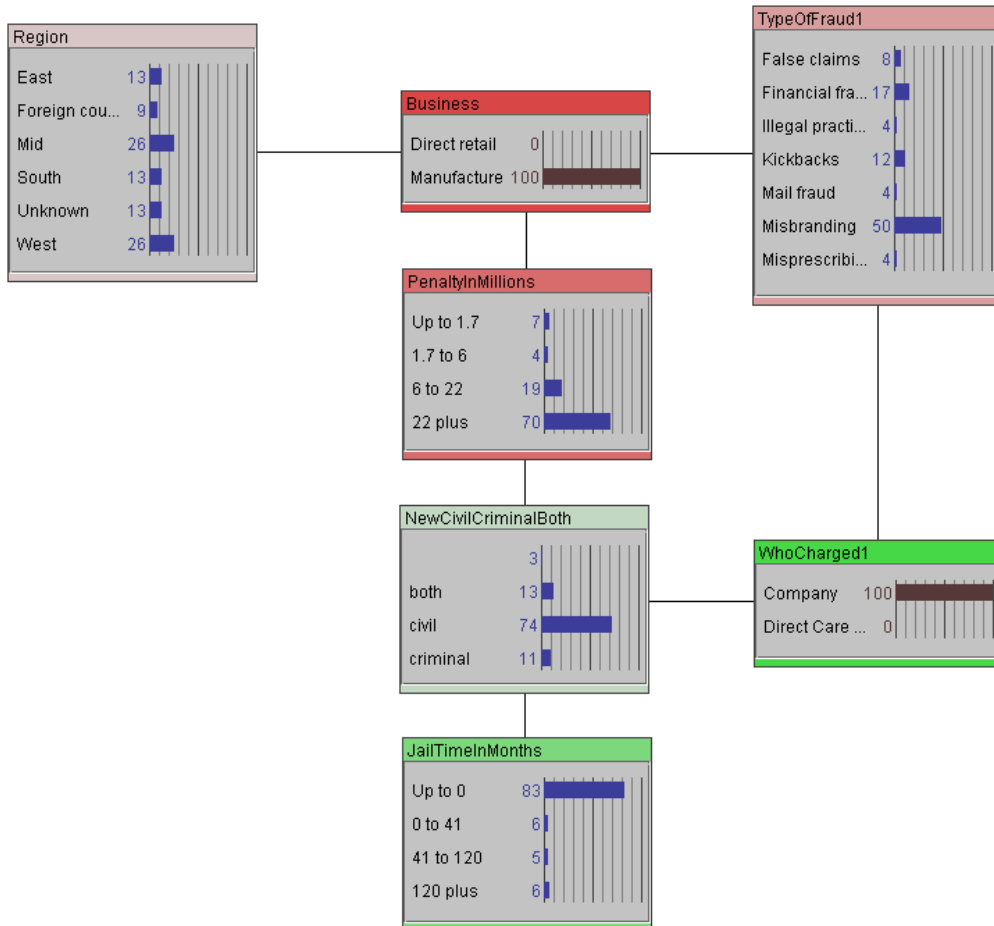 Region
East 13
Foreign cou... 9
Mid 26
South 13
Unknown 13
West 26
Business
Direct retail 0
Manufacture 100
TypeOfFraud1
False claims 8
Financial fra... 17
Illegal practi... 4
Kickbacks 12
Mail fraud 4
Misbranding 50
Misprescribi... 4
PenaltyInMillions
Up to 1.7 7
1.7 to 6 4
6 to 22 19
22 plus 70
NewCivilCriminalBoth
3
both 13
civil 74
criminal 11
WhoCharged1
Company 100
Direct Care ... 0
JailTimeInMonths
Up to 0 83
0 to 41 6
41 to 120 5
120 plus 6